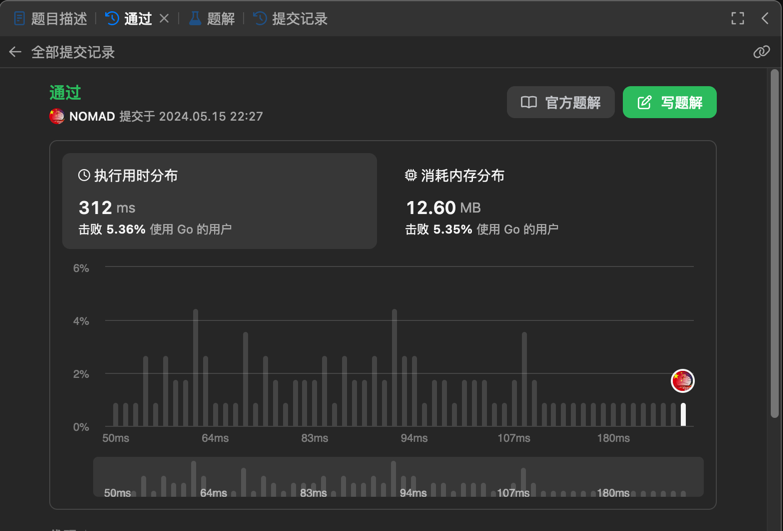 题目描述 通过 题解 提交记录
全部提交记录
通过
NOMAD 提交于 2024.05.15 22:27
官方题解 写题解
执行用时分布
312 ms
击败 5.36% 使用 Go 的用户
消耗内存分布
12.60 MB
击败 5.35% 使用 Go 的用户
6%
4%
2%
0%
50ms 64ms 83ms 94ms 107ms 180ms
50ms 64ms 83ms 94ms 107ms 180ms